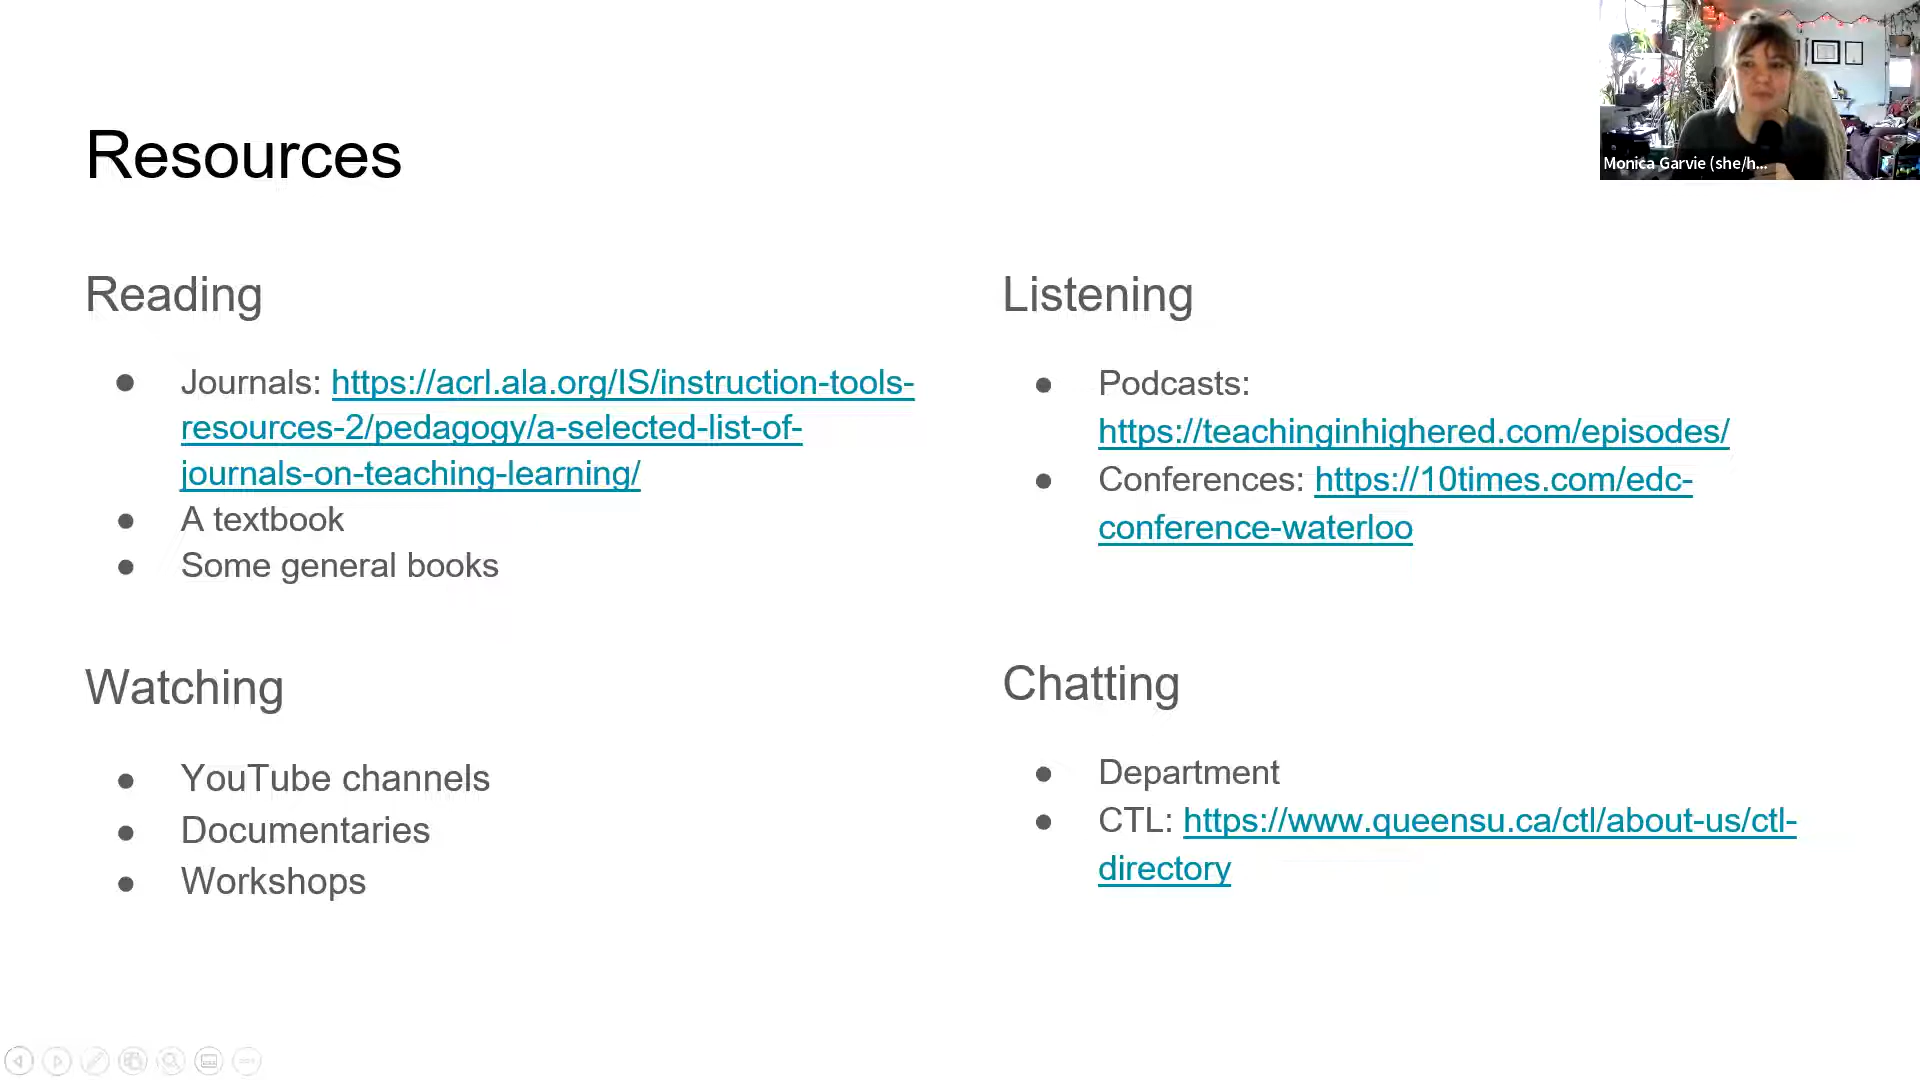 Monica Garvie (she/h...
Resources
Reading
● Journals: https://acrl.ala.org/IS/instruction-tools-
resources-2/pedagogy/a-selected-list-of-
journals-on-teaching-learning/
● A textbook
● Some general books
Listening
● Podcasts:
https://teachinginhighered.com/episodes/
● Conferences: https://10times.com/edc-
conference-waterloo
Watching
● YouTube channels
● Documentaries
● Workshops
Chatting
● Department
● CTL: https://www.queensu.ca/ctl/about-us/ctl-
directory